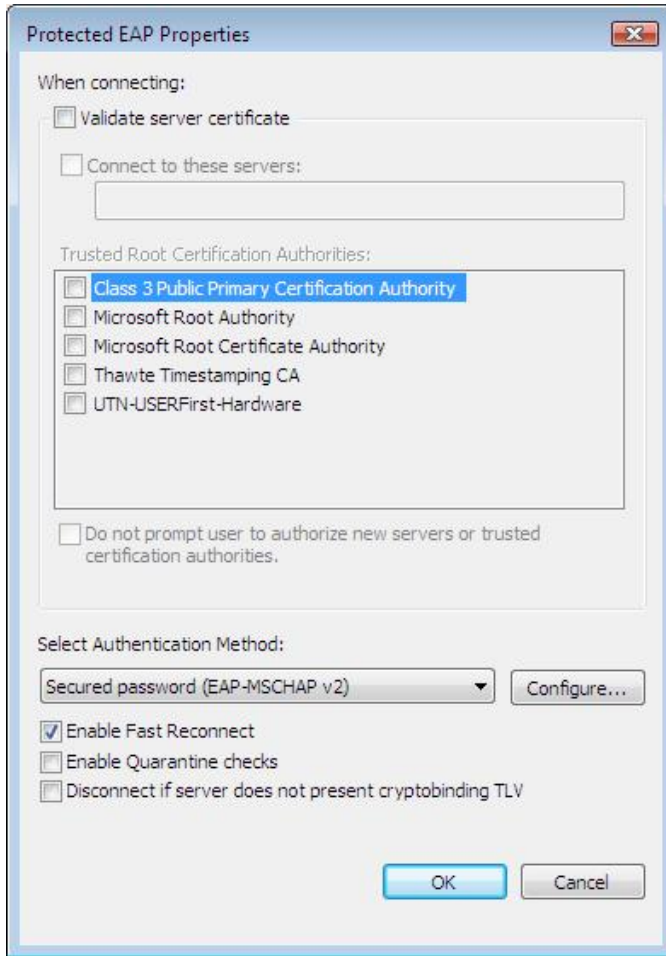 Protected EAP Properties
When connecting:
Validate server certificate
Connect to these servers:
Trusted Root Certification Authorities:
Class 3 Public Primary Certification Authority
Microsoft Root Authority
Microsoft Root Certificate Authority
Thawte Timestamping CA
UTN-USERFirst-Hardware
Do not prompt user to authorize new servers or trusted
certification authorities.
Select Authentication Method:
Secured password (EAP-MSCHAP v2)
Configure...
Enable Fast Reconnect
Enable Quarantine checks
Disconnect if server does not present cryptobinding TLV
OK
Cancel